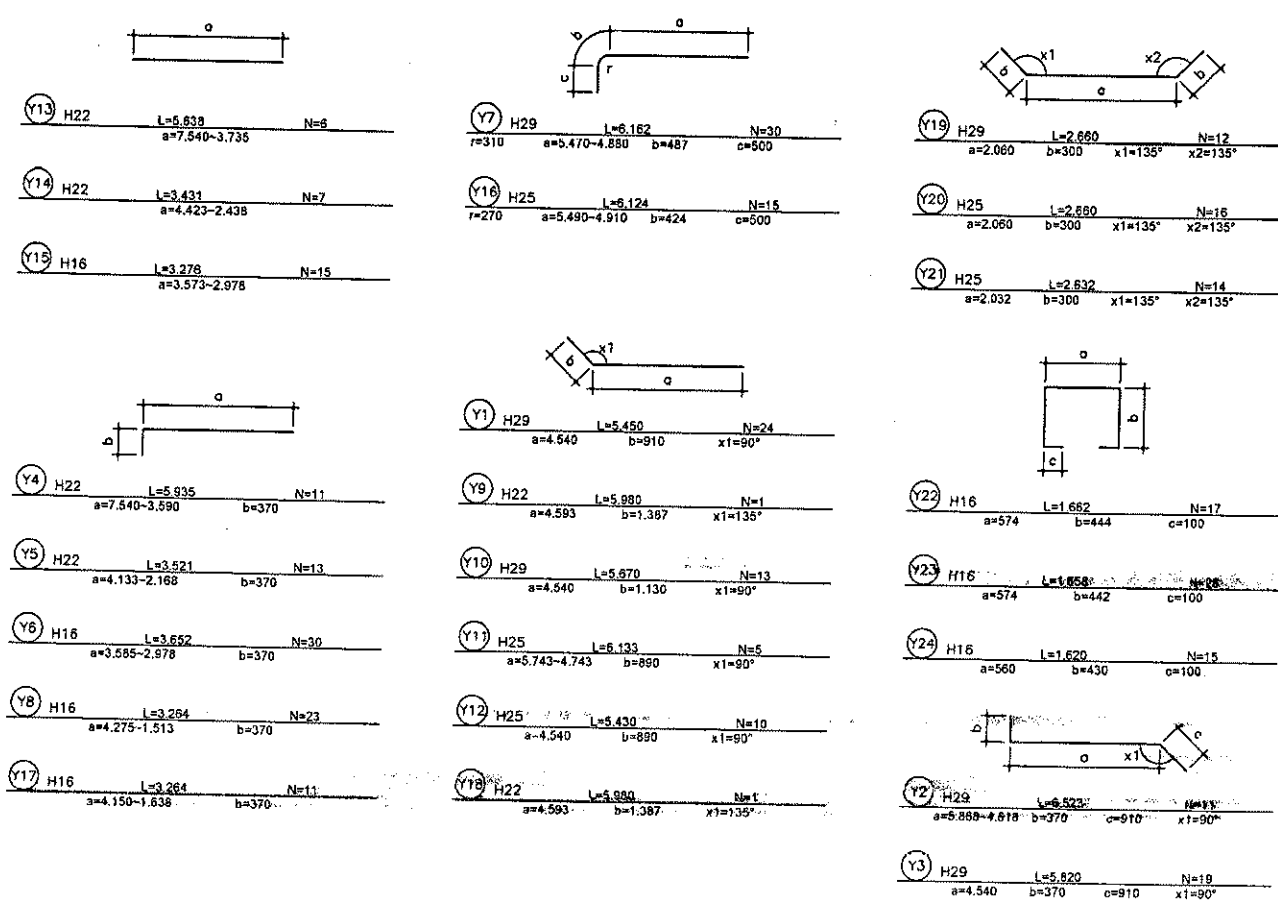 a
Y13 H22 L=5.638 N=6
a=7.540~3.735
Y14 H22 L=3.431 N=7
a=4.423~2.438
Y15 H16 L=3.276 N=15
a=3.573~2.978
a
b
Y4 H22 L=5.935 N=11
a=7.540~3.590 b=370
Y5 H22 L=3.521 N=13
a=4.133~2.168 b=370
Y6 H16 L=3.652 N=30
a=3.585~2.978 b=370
Y8 H16 L=3.264 N=23
a=4.275~1.513 b=370
Y17 H16 L=3.264 N=11
a=4.150~1.638 b=370
a
b
c
r
Y7 H29 L=6.162 N=30
r=310 a=5.470~4.880 b=487 c=500
Y16 H25 L=6.124 N=15
r=270 a=5.490~4.910 b=424 c=500
b x1
a
Y1 H29 L=5.450 N=24
a=4.540 b=910 x1=90°
Y9 H22 L=5.980 N=1
a=4.593 b=1.387 x1=135°
Y10 H29 L=5.670 N=13
a=4.540 b=1.130 x1=90°
Y11 H25 L=6.133 N=5
a=5.743~4.743 b=890 x1=90°
Y12 H25 L=5.430 N=10
a=4.540 b=890 x1=90°
Y18 H22 L=5.980 N=1
a=4.593 b=1.387 x1=135°
b x1 x2 b
a
Y19 H29 L=2.660 N=12
a=2.060 b=300 x1=135° x2=135°
Y20 H25 L=2.660 N=16
a=2.060 b=300 x1=135° x2=135°
Y21 H25 L=2.632 N=14
a=2.032 b=300 x1=135° x2=135°
a
b
c
Y22 H16 L=1.662 N=17
a=574 b=444 c=100
Y23 H16 L=1.658
a=574 b=442 c=100
Y24 H16 L=1.620 N=15
a=560 b=430 c=100
b
a x1 c
Y2 H29 L=6.523 N=11
b=370 c=910 x1=90°
Y3 H29 L=5.820 N=19
a=4.540 b=370 c=910 x1=90°